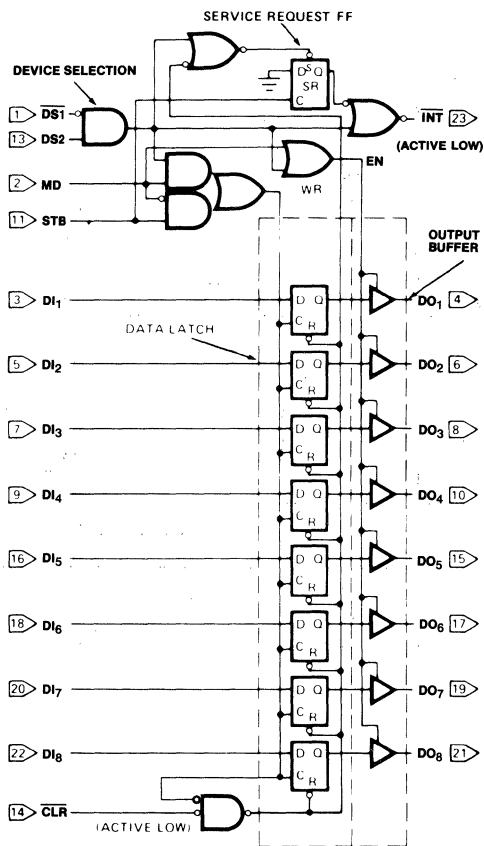 SERVICE REQUEST FF
DEVICE SELECTION
D S Q
SR
C
1 DS1
13 DS2
INT 23
(ACTIVE LOW)
2 MD
EN
WR
11 STB
OUTPUT
BUFFER
3 DI1 D Q C R DO1 4
DATA LATCH
5 DI2 D Q C R DO2 6
7 DI3 D Q C R DO3 8
9 DI4 D Q C R DO4 10
16 DI5 D Q C R DO5 15
18 DI6 D Q C R DO6 17
20 DI7 D Q C R DO7 19
22 DI8 D Q C R DO8 21
14 CLR
(ACTIVE LOW)